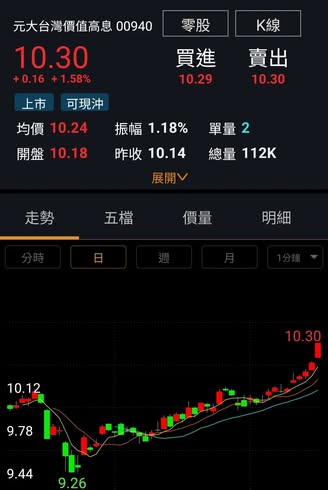 元大台灣價值高息 00940 零股 K線
10.30 買進 賣出
+0.16 +1.58% 10.29 10.30
上市 可現沖
均價 10.24 振幅 1.18% 單量 2
開盤 10.18 昨收 10.14 總量 112K
展開
走勢 五檔 價量 明細
分時 日 週 月 1分鐘
10.30
10.12
9.78
9.44
9.26